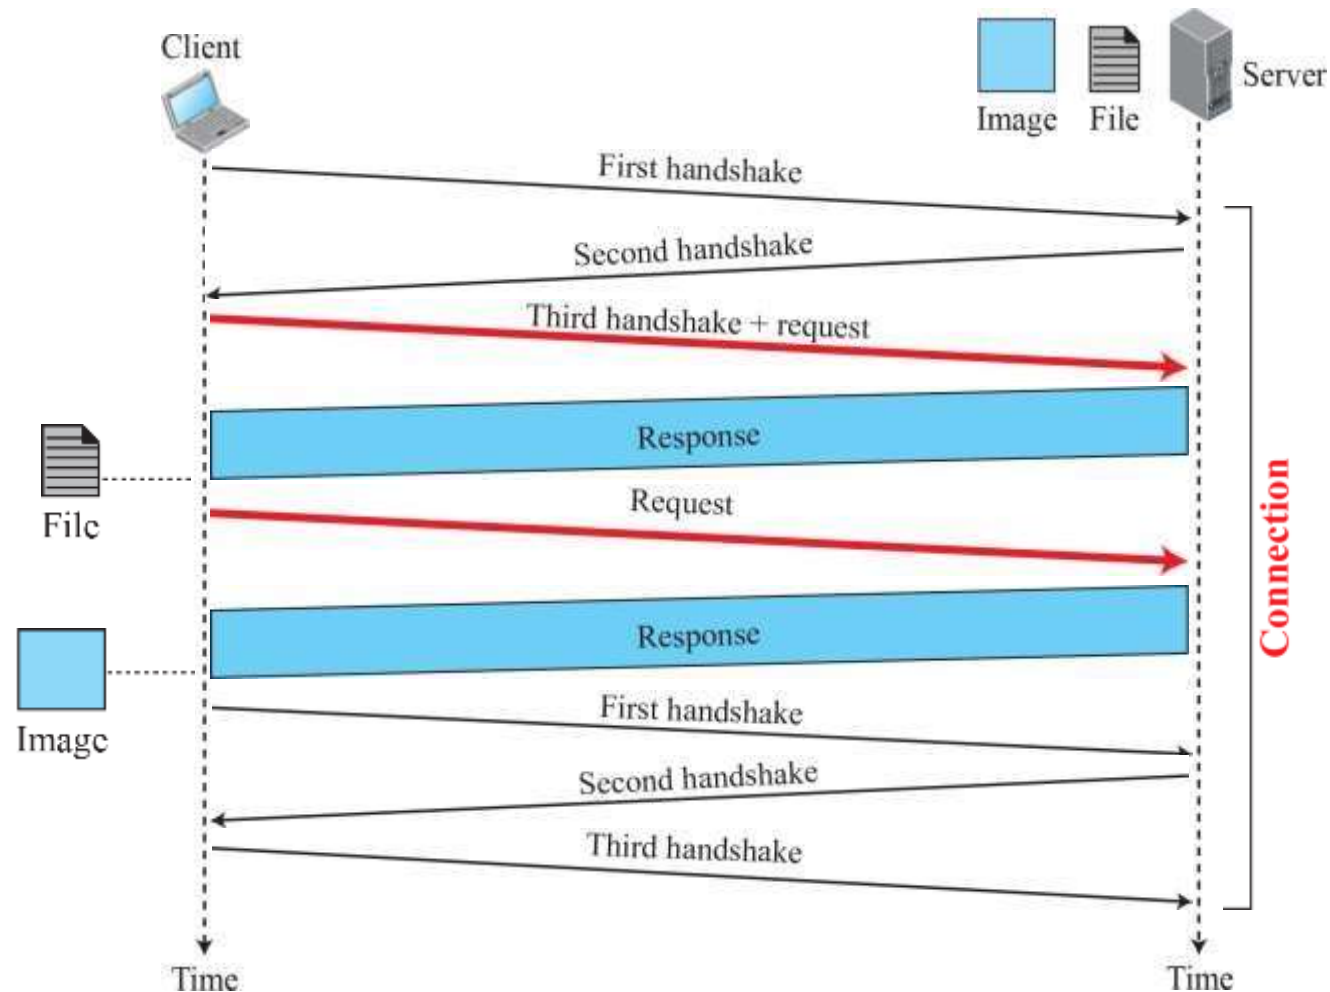 Client
Server
Image
File
First handshake
Second handshake
Third handshake + request
Response
File
Request
Response
Connection
Image
First handshake
Second handshake
Third handshake
Time
Time